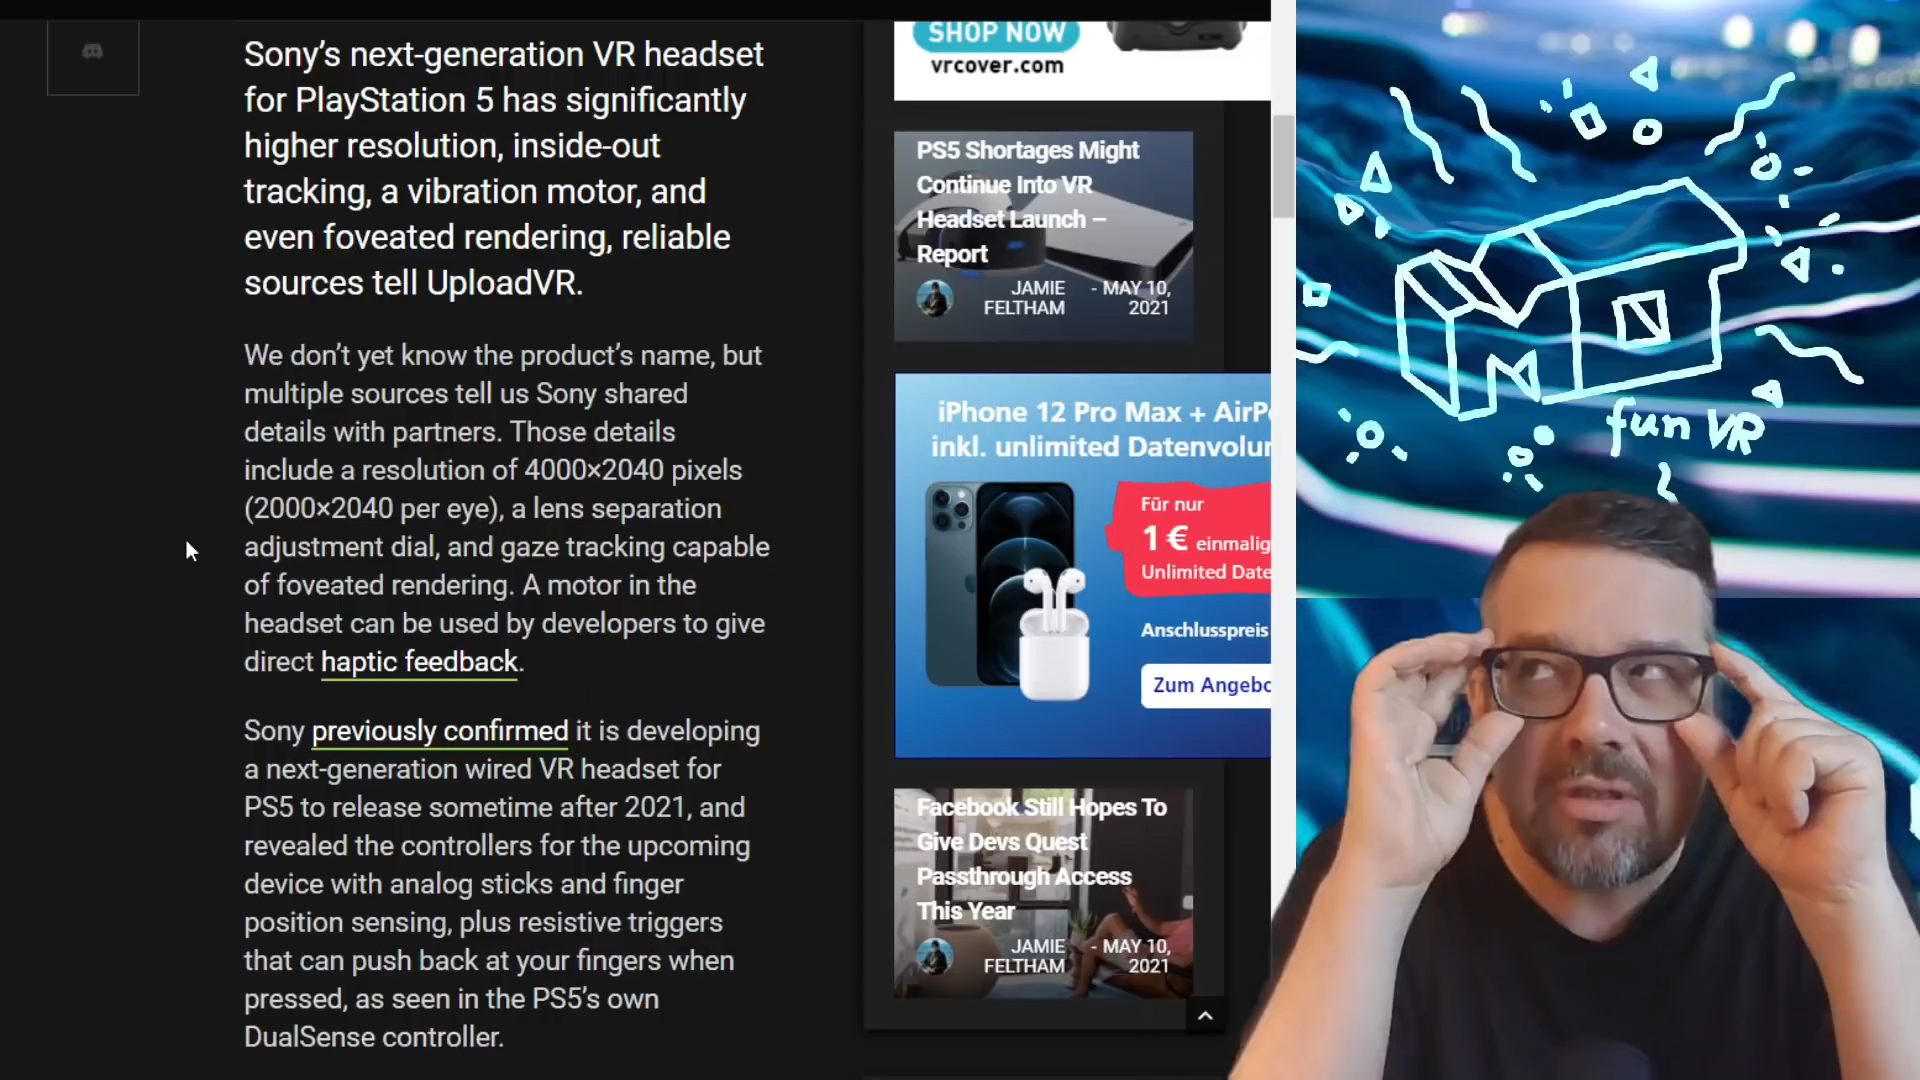 Sony’s next-generation VR headset
for PlayStation 5 has significantly
higher resolution, inside-out
tracking, a vibration motor, and
even foveated rendering, reliable
sources tell UploadVR.
We don’t yet know the product’s name, but
multiple sources tell us Sony shared
details with partners. Those details
include a resolution of 4000×2040 pixels
(2000×2040 per eye), a lens separation
adjustment dial, and gaze tracking capable
of foveated rendering. A motor in the
headset can be used by developers to give
direct haptic feedback.
Sony previously confirmed it is developing
a next-generation wired VR headset for
PS5 to release sometime after 2021, and
revealed the controllers for the upcoming
device with analog sticks and finger
position sensing, plus resistive triggers
that can push back at your fingers when
pressed, as seen in the PS5’s own
DualSense controller.
SHOP NOW
vrcover.com
PS5 Shortages Might
Continue Into VR
Headset Launch –
Report
JAMIE - MAY 10,
FELTHAM 2021
iPhone 12 Pro Max + AirP
inkl. unlimited Datenvolu
Für nur
1 € einmalig
Unlimited Date
Anschlusspreis
Zum Angebo
Facebook Still Hopes To
Give Devs Quest
Passthrough Access
This Year
JAMIE - MAY 10,
FELTHAM 2021
fun VR